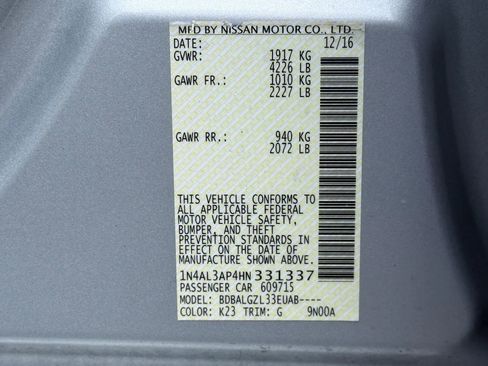 MFD BY NISSAN MOTOR CO., LTD.
DATE: 12/16
GVWR: 1917 KG
4226 LB
GAWR FR.: 1010 KG
2227 LB
GAWR RR.: 940 KG
2072 LB
THIS VEHICLE CONFORMS TO
ALL APPLICABLE FEDERAL
MOTOR VEHICLE SAFETY,
BUMPER, AND THEFT
PREVENTION STANDARDS IN
EFFECT ON THE DATE OF
MANUFACTURE SHOWN ABOVE.
1N4AL3AP4HN331337
PASSENGER CAR 609715
MODEL: BDBALGZL33EUAB----
COLOR: K23 TRIM: G 9N00A